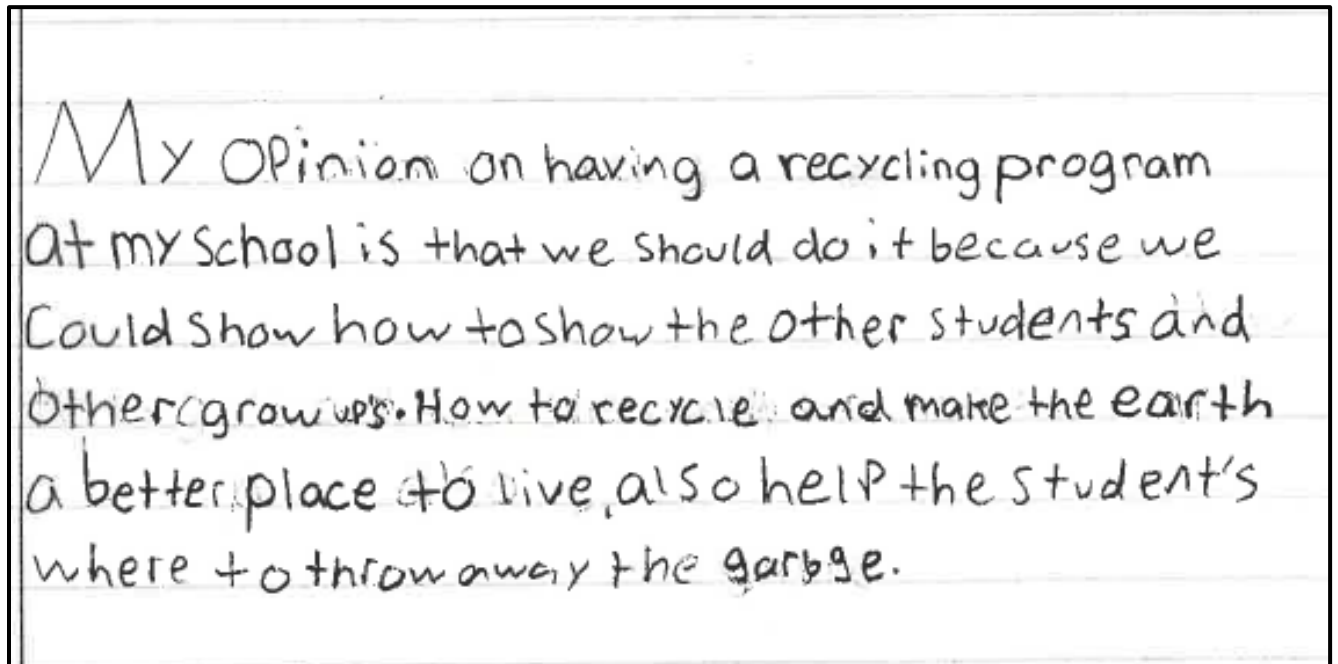 My opinion on having a recycling program
at my school is that we should do it because we
Could show how to show the other students and
other grow up's. How to recycle and make the earth
a better place to live, also help the student's
where to throw away the garbge.